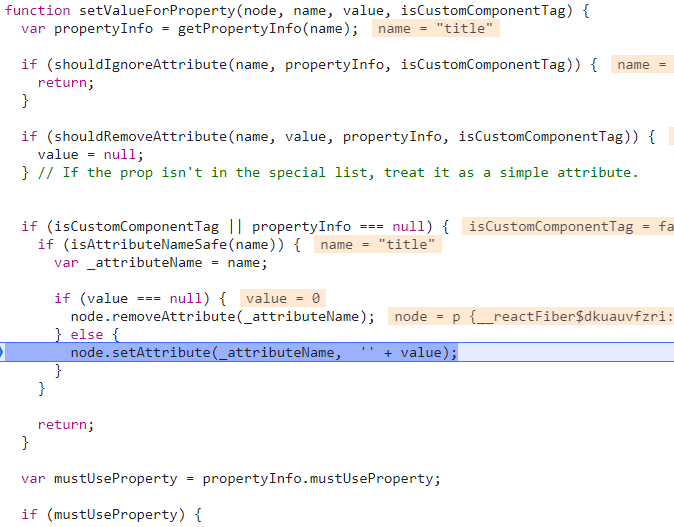 function setValueForProperty(node, name, value, isCustomComponentTag) {
  var propertyInfo = getPropertyInfo(name);  name = "title"

  if (shouldIgnoreAttribute(name, propertyInfo, isCustomComponentTag)) {  name =
    return;
  }

  if (shouldRemoveAttribute(name, value, propertyInfo, isCustomComponentTag)) {
    value = null;
  } // If the prop isn't in the special list, treat it as a simple attribute.


  if (isCustomComponentTag || propertyInfo === null) {  isCustomComponentTag = fa
    if (isAttributeNameSafe(name)) {  name = "title"
      var _attributeName = name;

      if (value === null) {  value = 0
        node.removeAttribute(_attributeName);  node = p {__reactFiber$dkuauvfzri:
      } else {
        node.setAttribute(_attributeName,  '' + value);
      }
    }

    return;
  }

  var mustUseProperty = propertyInfo.mustUseProperty;

  if (mustUseProperty) {